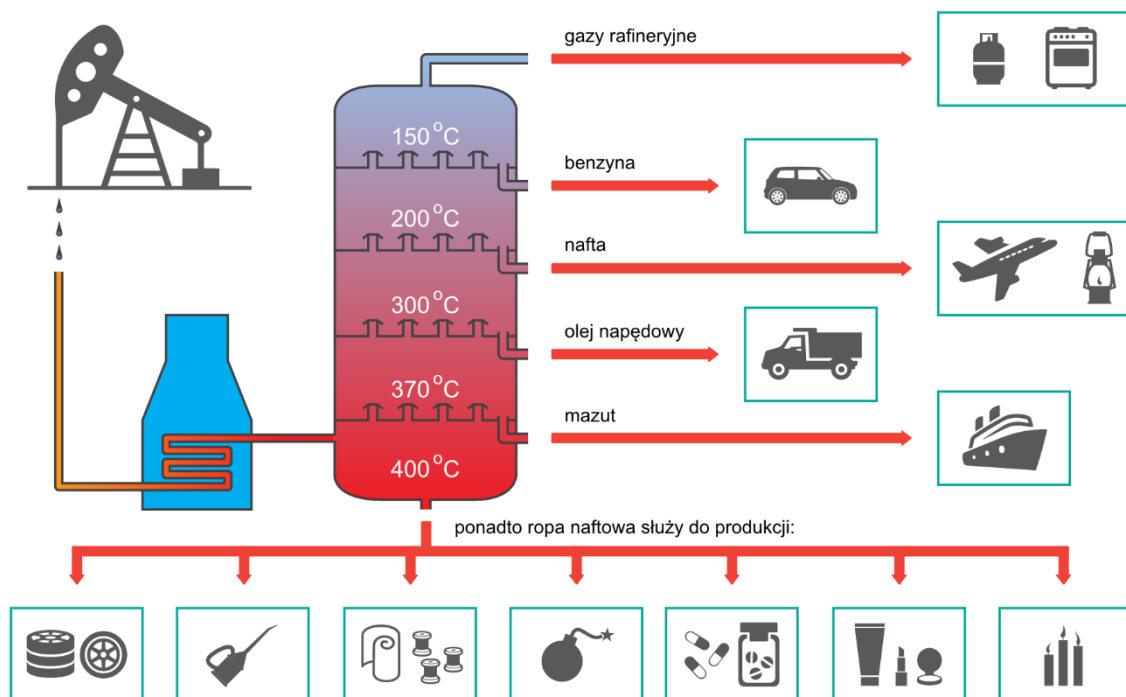 gazy rafineryjne
150 °C
benzyna
200 °C
nafta
300 °C
olej napędowy
370 °C
mazut
400 °C
ponadto ropa naftowa służy do produkcji: